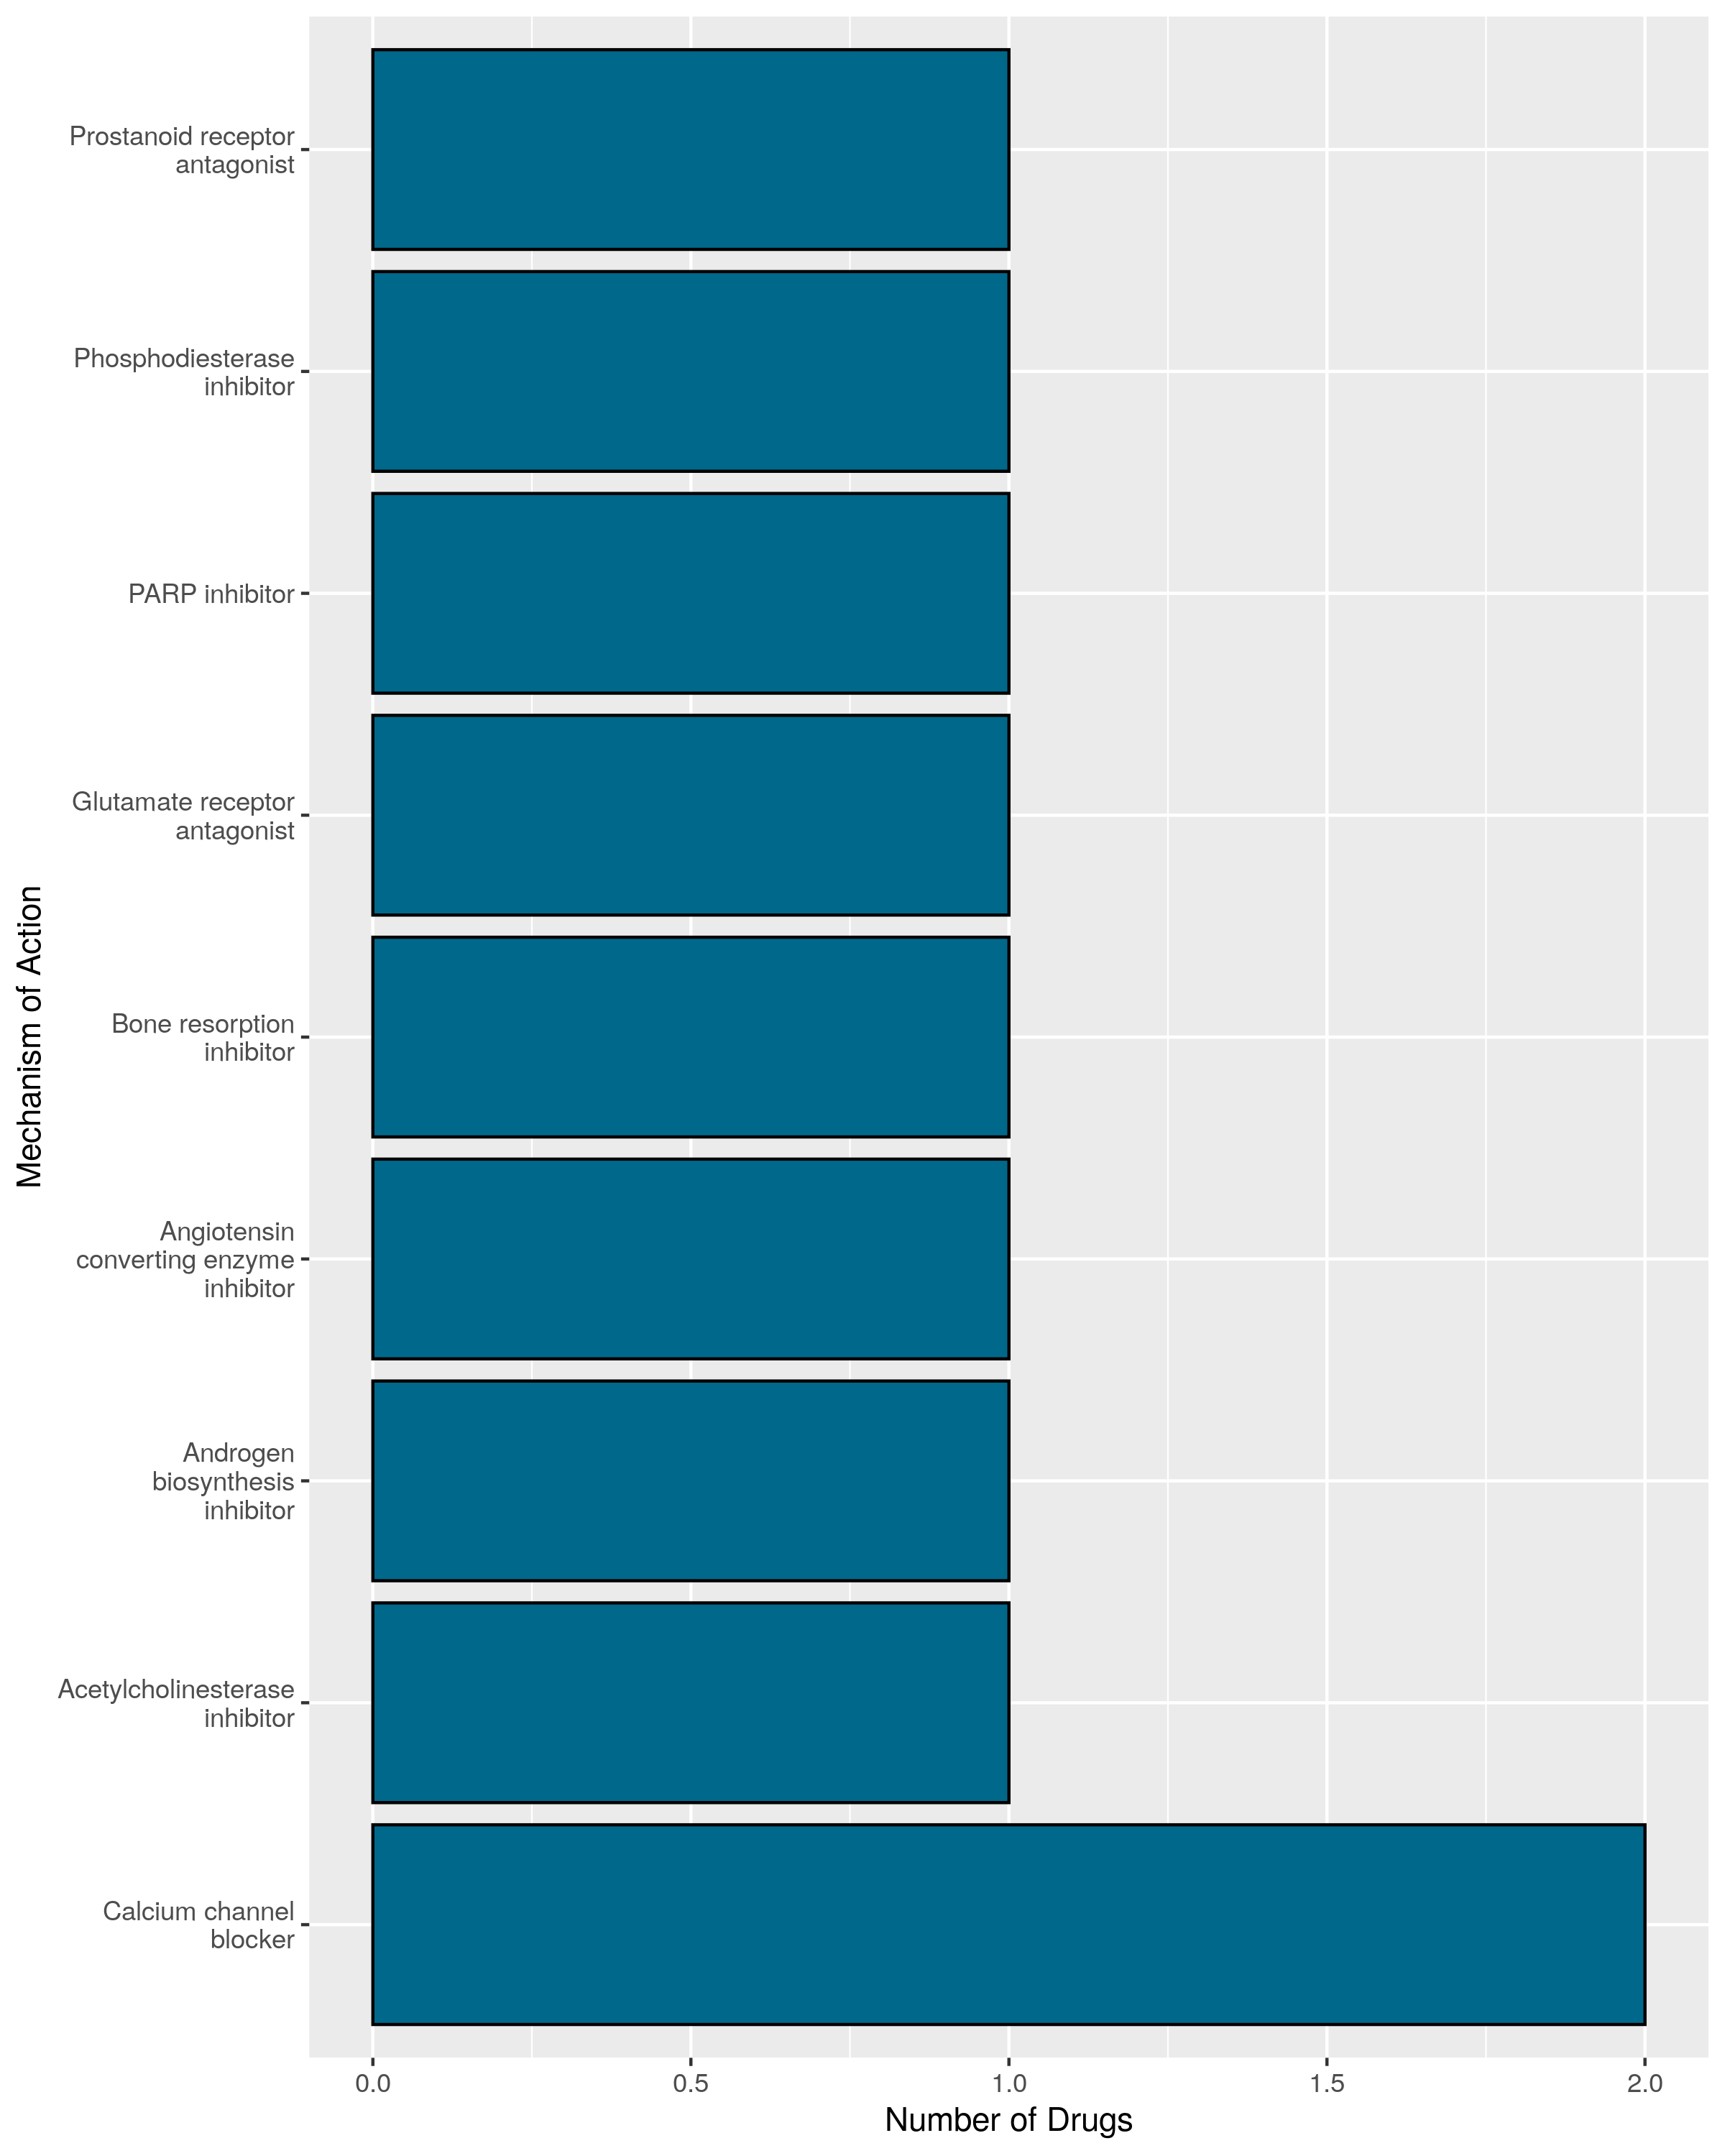 Prostanoid receptor
antagonist
Phosphodiesterase
inhibitor
PARP inhibitor
Glutamate receptor
antagonist
Bone resorption
inhibitor
Angiotensin
converting enzyme
inhibitor
Androgen
biosynthesis
inhibitor
Acetylcholinesterase
inhibitor
Calcium channel
blocker
Mechanism of Action
0.0 0.5 1.0 1.5 2.0
Number of Drugs